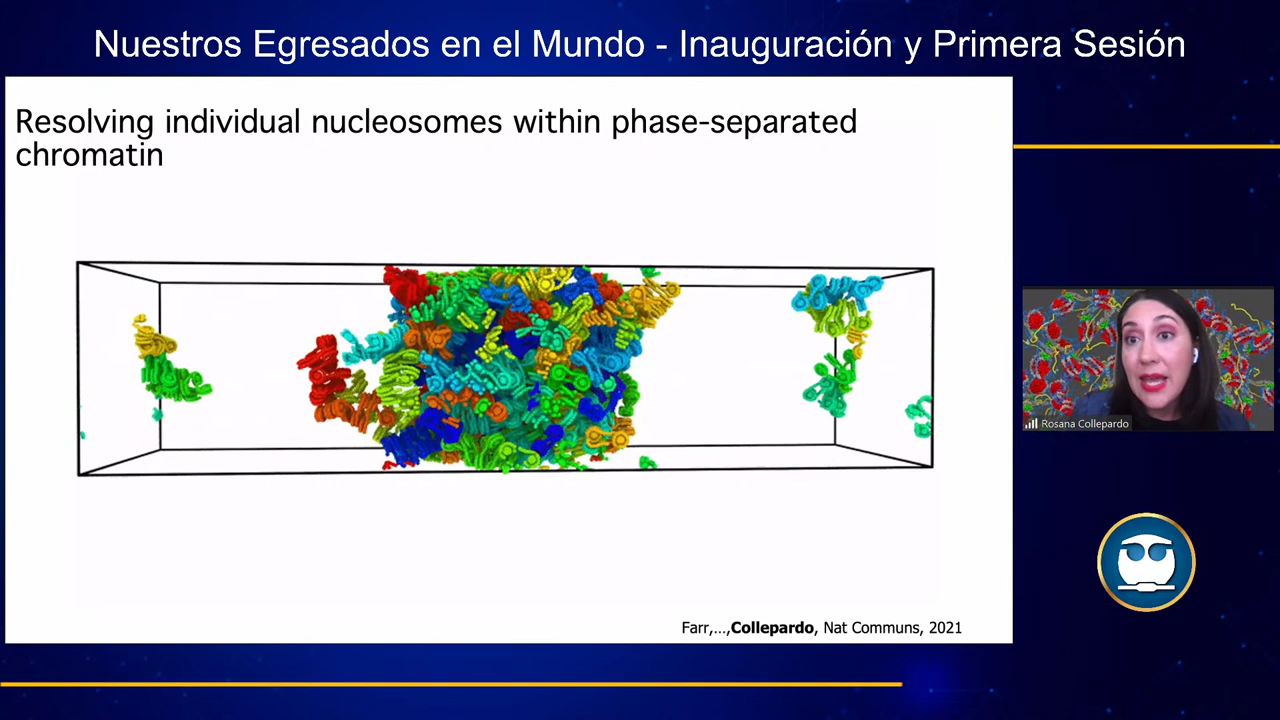 Nuestros Egresados en el Mundo - Inauguración y Primera Sesión
Resolving individual nucleosomes within phase-separated
chromatin
Rosana Collepardo
Farr,...,Collepardo, Nat Communs, 2021